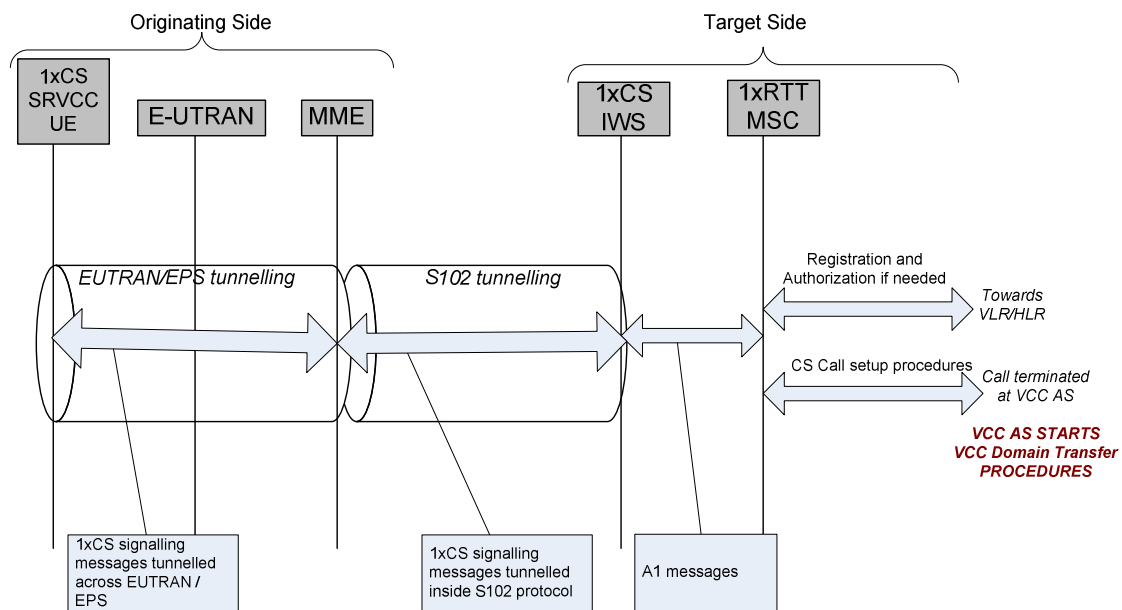 Originating Side
Target Side
1xCS
SRVCC
UE
E-UTRAN
MME
1xCS
IWS
1xRTT
MSC
EUTRAN/EPS tunnelling
S102 tunnelling
Registration and
Authorization if needed
Towards
VLR/HLR
CS Call setup procedures
Call terminated
at VCC AS
VCC AS STARTS
VCC Domain Transfer
PROCEDURES
1xCS signalling
messages tunnelled
across EUTRAN /
EPS
1xCS signalling
messages tunnelled
inside S102 protocol
A1 messages